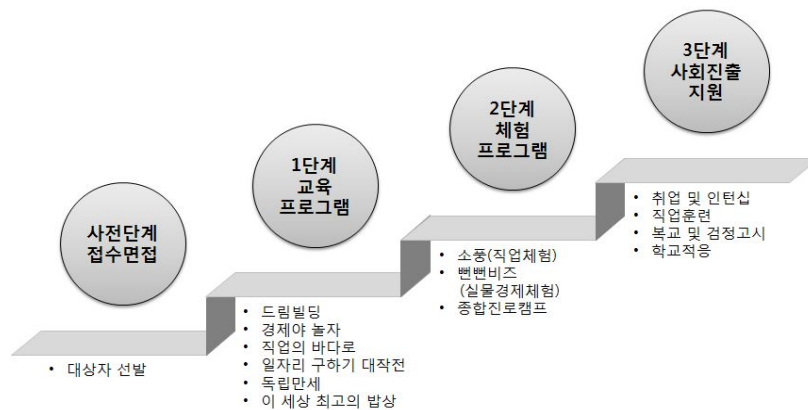 사전단계
접수면접
• 대상자 선발
1단계
교육
프로그램
• 드림빌딩
• 경제야 놀자
• 직업의 바다로
• 일자리 구하기 대작전
• 독립만세
• 이 세상 최고의 밥상
2단계
체험
프로그램
• 소풍(직업체험)
• 뻔뻔비즈
(실물경제체험)
• 종합진로캠프
3단계
사회진출
지원
• 취업 및 인턴십
• 직업훈련
• 복교 및 검정고시
• 학교적응